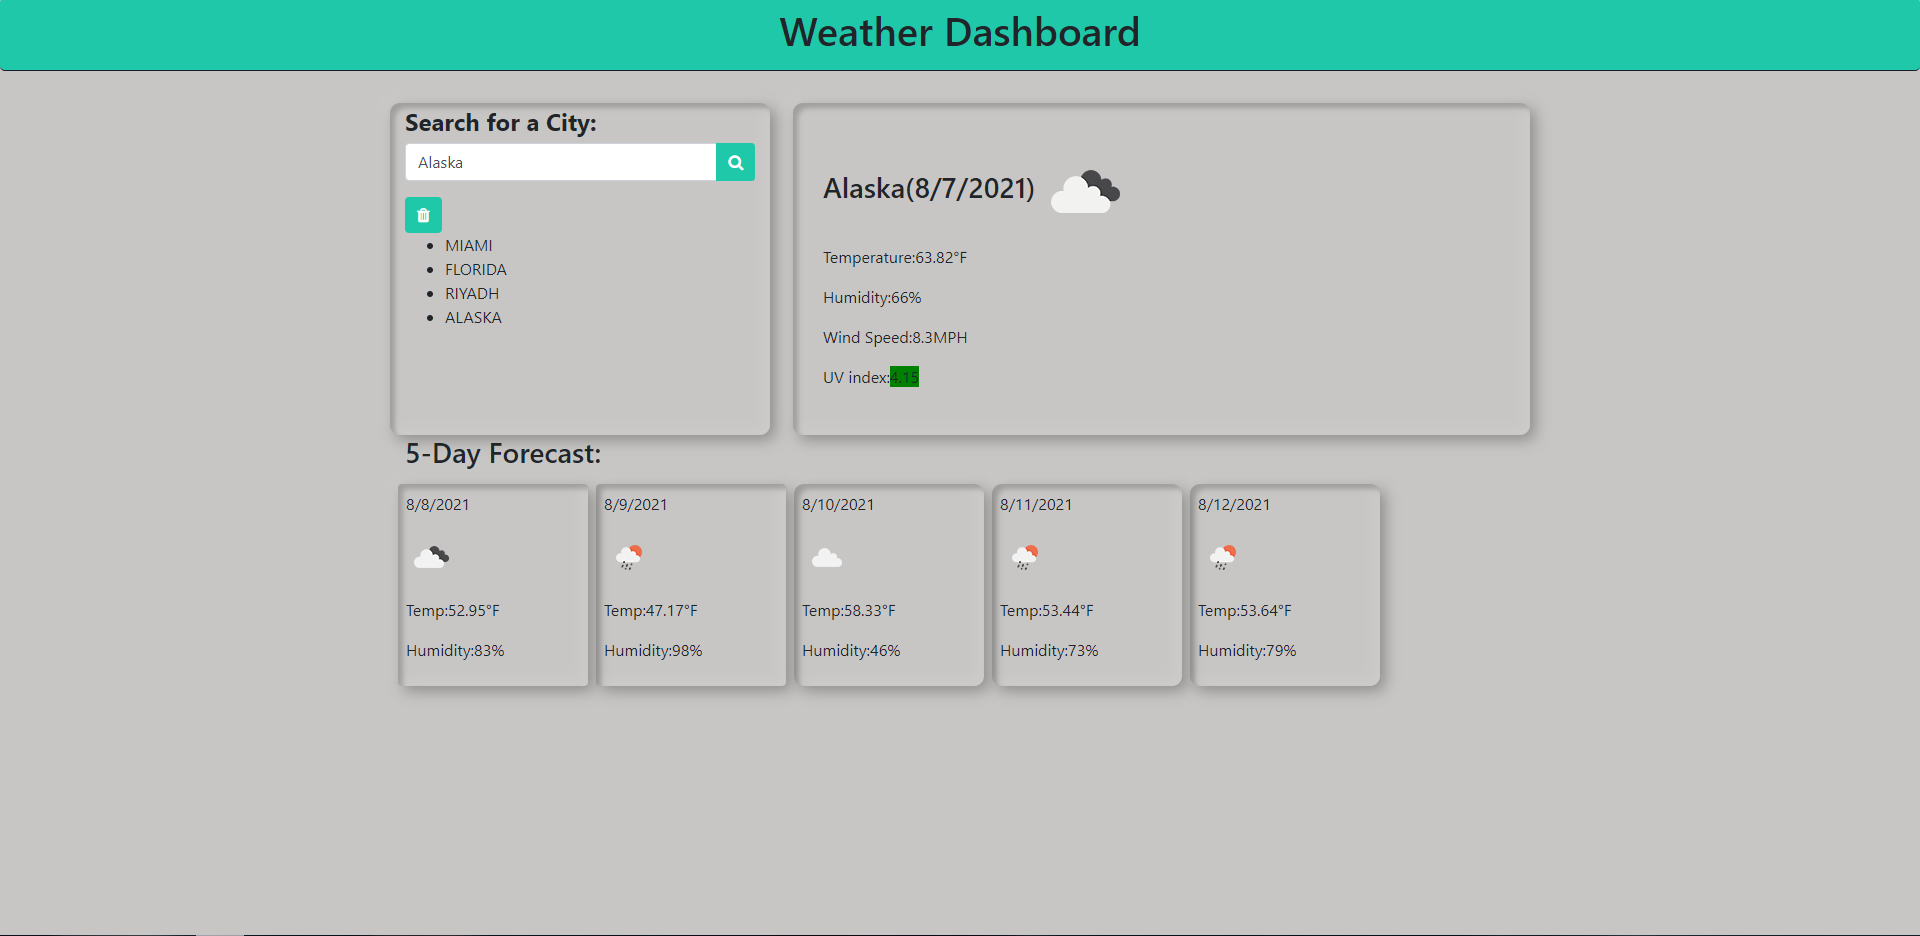 Weather Dashboard
Search for a City:
Alaska
MIAMI
FLORIDA
RIYADH
ALASKA
Alaska(8/7/2021)
Temperature:63.82°F
Humidity:66%
Wind Speed:8.3MPH
UV index:4.15
5-Day Forecast:
8/8/2021
Temp:52.95°F
Humidity:83%
8/9/2021
Temp:47.17°F
Humidity:98%
8/10/2021
Temp:58.33°F
Humidity:46%
8/11/2021
Temp:53.44°F
Humidity:73%
8/12/2021
Temp:53.64°F
Humidity:79%